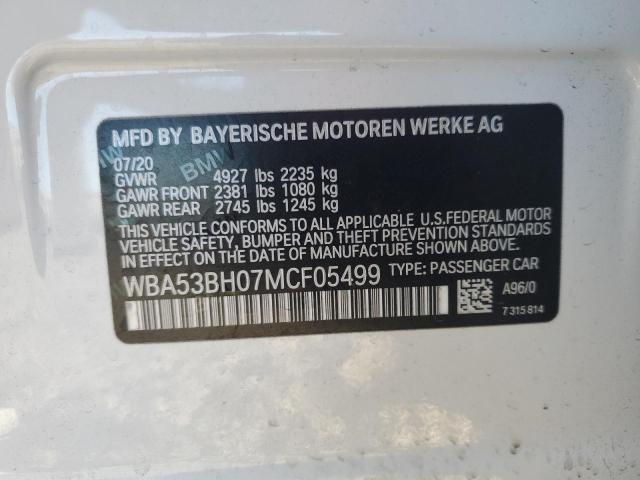 MFD BY BAYERISCHE MOTOREN WERKE AG
07/20
GVWR 4927 lbs 2235 kg
GAWR FRONT 2381 lbs 1080 kg
GAWR REAR 2745 lbs 1245 kg
THIS VEHICLE CONFORMS TO ALL APPLICABLE U.S.FEDERAL MOTOR
VEHICLE SAFETY, BUMPER AND THEFT PREVENTION STANDARDS
IN EFFECT ON THE DATE OF MANUFACTURE SHOWN ABOVE.
WBA53BH07MCF05499 TYPE: PASSENGER CAR
A96/0
7315814
BMW